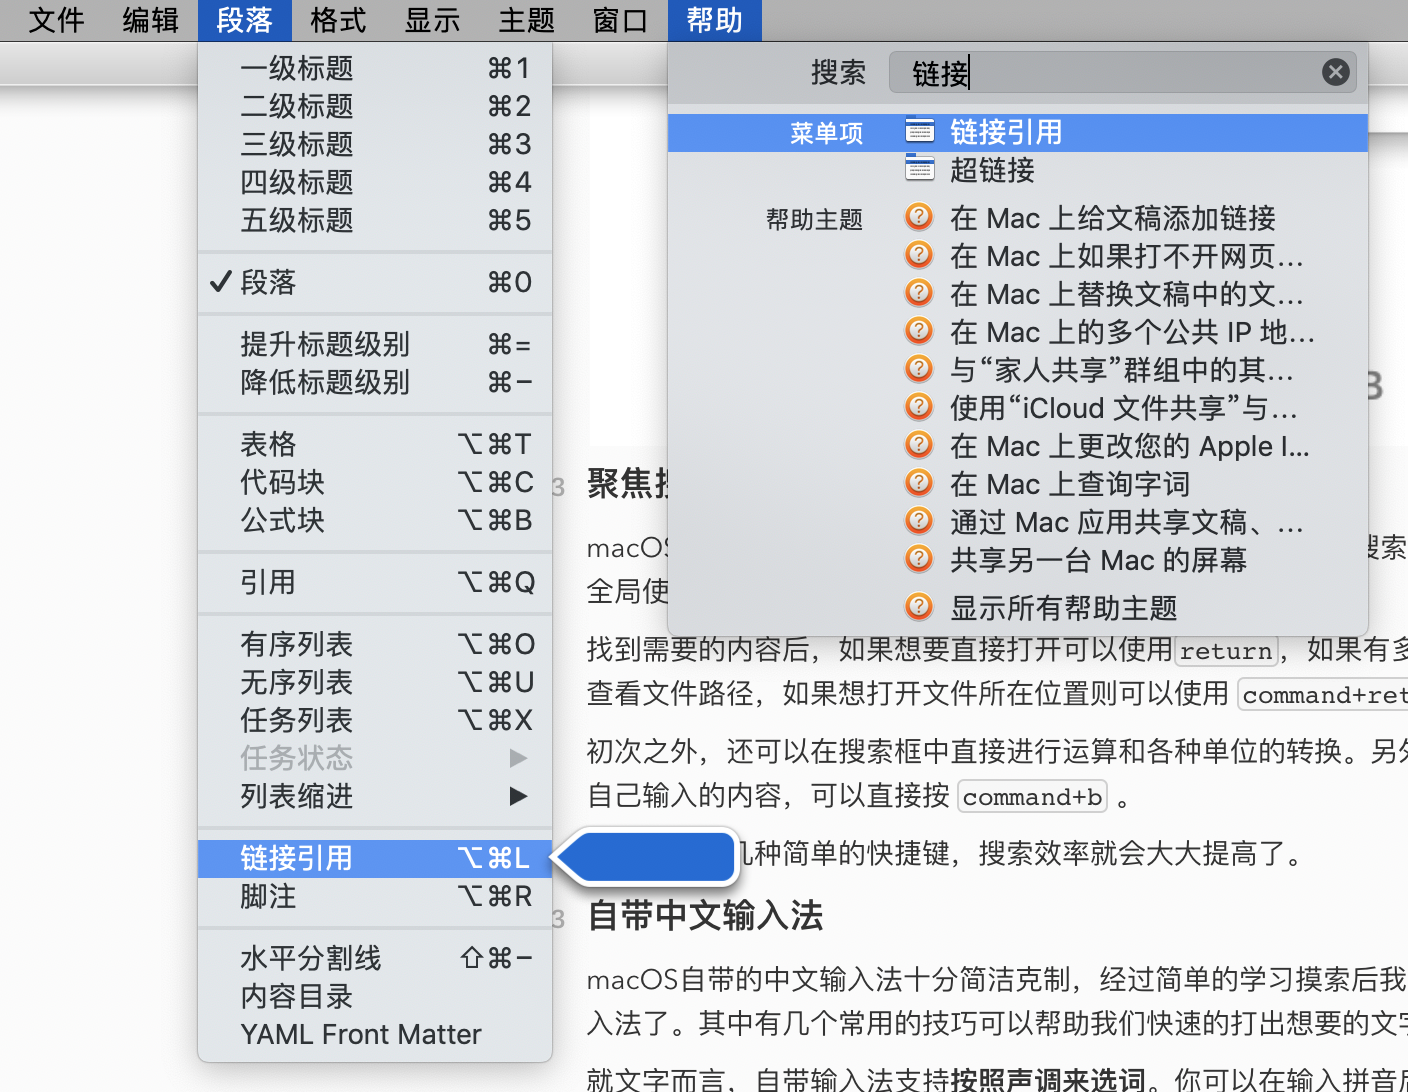 文件 编辑 段落 格式 显示 主题 窗口 帮助
一级标题 ⌘1
二级标题 ⌘2
三级标题 ⌘3
四级标题 ⌘4
五级标题 ⌘5
✓ 段落 ⌘0
提升标题级别 ⌘=
降低标题级别 ⌘−
表格 ⌥⌘T
代码块 ⌥⌘C
公式块 ⌥⌘B
引用 ⌥⌘Q
有序列表 ⌥⌘O
无序列表 ⌥⌘U
任务列表 ⌥⌘X
任务状态 ▶
列表缩进 ▶
链接引用 ⌥⌘L
脚注 ⌥⌘R
水平分割线 ⇧⌘−
内容目录
YAML Front Matter
搜索 链接
菜单项 链接引用
超链接
帮助主题 在 Mac 上给文稿添加链接
在 Mac 上如果打不开网页…
在 Mac 上替换文稿中的文…
在 Mac 上的多个公共 IP 地…
与“家人共享”群组中的其…
使用“iCloud 文件共享”与…
在 Mac 上更改您的 Apple I…
在 Mac 上查询字词
通过 Mac 应用共享文稿、…
共享另一台 Mac 的屏幕
显示所有帮助主题
3
3 聚焦
macOS 搜索
全局使
找到需要的内容后，如果想要直接打开可以使用 return ，如果有多
查看文件路径，如果想打开文件所在位置则可以使用 command+ret
初次之外，还可以在搜索框中直接进行运算和各种单位的转换。另外
自己输入的内容，可以直接按 command+b 。
几种简单的快捷键，搜索效率就会大大提高了。
3 自带中文输入法
macOS自带的中文输入法十分简洁克制，经过简单的学习摸索后我
入法了。其中有几个常用的技巧可以帮助我们快速的打出想要的文字
就文字而言，自带输入法支持按照声调来选词。你可以在输入拼音后